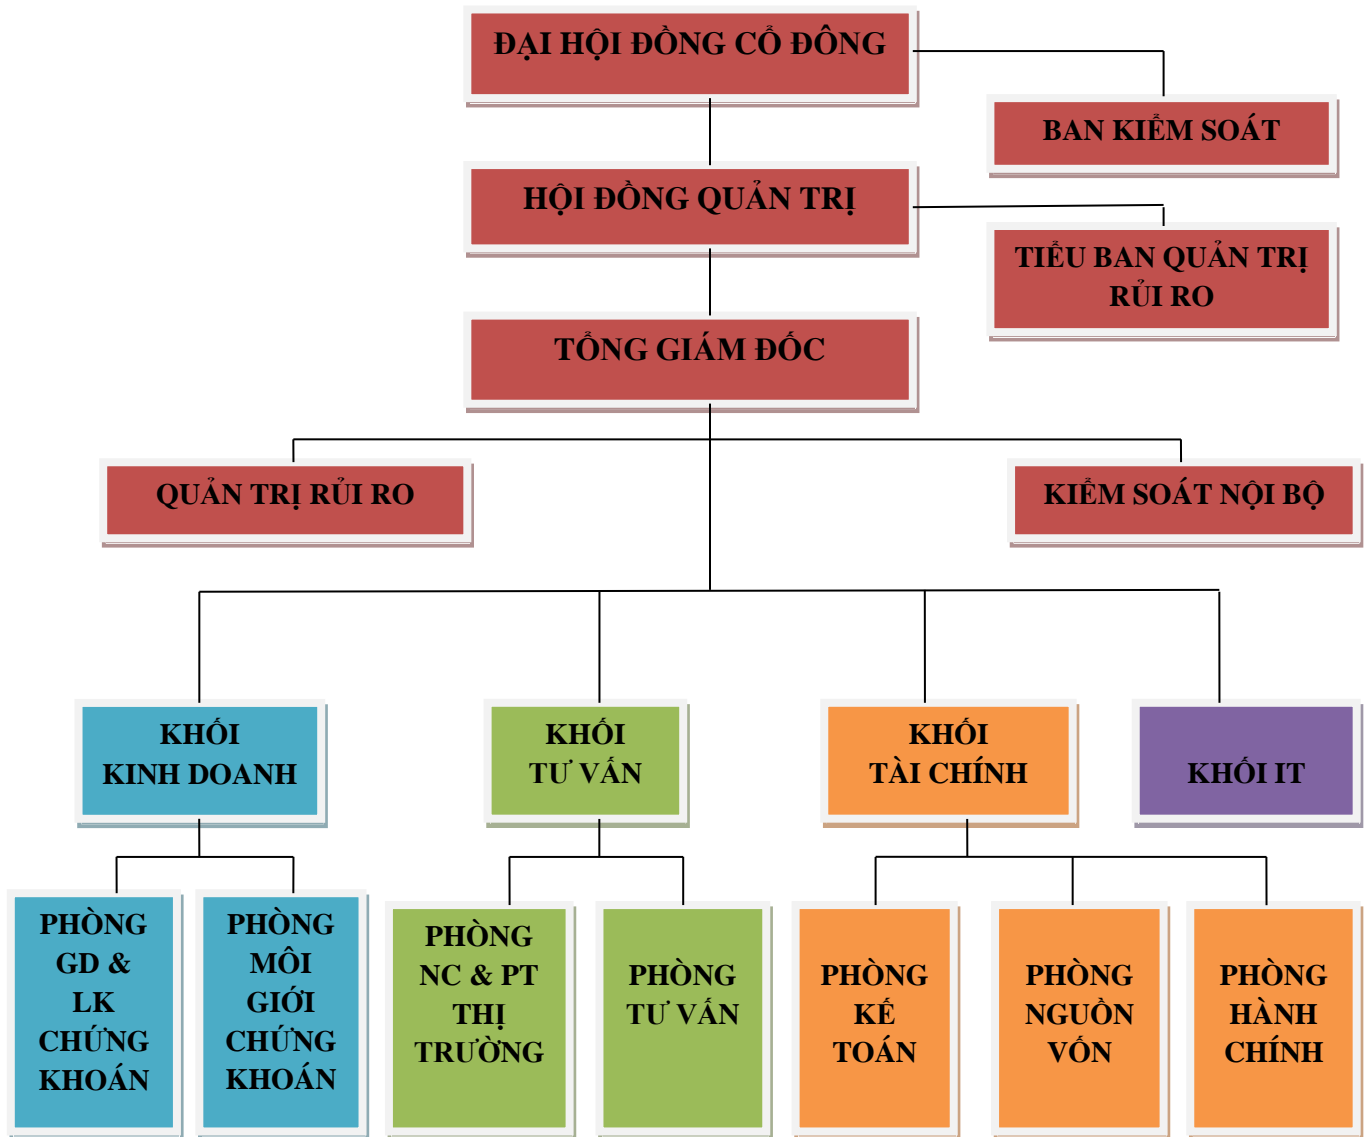 ĐẠI HỘI ĐỒNG CỔ ĐÔNG
BAN KIỂM SOÁT
HỘI ĐỒNG QUẢN TRỊ
TIỂU BAN QUẢN TRỊ
RỦI RO
TỔNG GIÁM ĐỐC
QUẢN TRỊ RỦI RO
KIỂM SOÁT NỘI BỘ
KHỐI
KINH DOANH
KHỐI
TƯ VẤN
KHỐI
TÀI CHÍNH
KHỐI IT
PHÒNG
GD &
LK
CHỨNG
KHOÁN
PHÒNG
MÔI
GIỚI
CHỨNG
KHOÁN
PHÒNG
NC & PT
THỊ
TRƯỜNG
PHÒNG
TƯ VẤN
PHÒNG
KẾ
TOÁN
PHÒNG
NGUỒN
VỐN
PHÒNG
HÀNH
CHÍNH